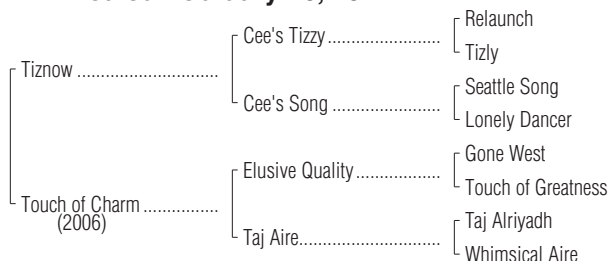 Relaunch
Cee's Tizzy
Tizly
Tiznow
Seattle Song
Cee's Song
Lonely Dancer
Gone West
Elusive Quality
Touch of Greatness
Touch of Charm
(2006)
Taj Alriyadh
Taj Aire
Whimsical Aire